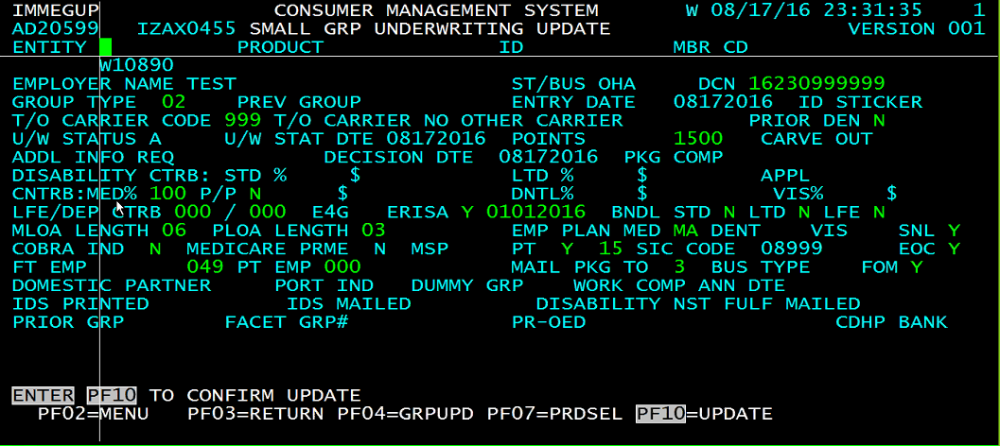 IMMEGUP CONSUMER MANAGEMENT SYSTEM W 08/17/16 23:31:35 1
AD20599 IZAX0455 SMALL GRP UNDERWRITING UPDATE VERSION 001
ENTITY PRODUCT ID MBR CD
W10890
EMPLOYER NAME TEST ST/BUS OHA DCN 16230999999
GROUP TYPE 02 PREV GROUP ENTRY DATE 08172016 ID STICKER
T/O CARRIER CODE 999 T/O CARRIER NO OTHER CARRIER PRIOR DEN N
U/W STATUS A U/W STAT DTE 08172016 POINTS 1500 CARVE OUT
ADDL INFO REQ DECISION DTE 08172016 PKG COMP
DISABILITY CTRB: STD % $ LTD % $ APPL
CNTRB:MED% 100 P/P N $ DNTL% $ VIS% $
LFE/DEP CTRB 000 / 000 E4G ERISA Y 01012016 BNDL STD N LTD N LFE N
MLOA LENGTH 06 PLOA LENGTH 03 EMP PLAN MED MA DENT VIS SNL Y
COBRA IND N MEDICARE PRME N MSP PT Y 15 SIC CODE 08999 EOC Y
FT EMP 049 PT EMP 000 MAIL PKG TO 3 BUS TYPE FOM Y
DOMESTIC PARTNER PORT IND DUMMY GRP WORK COMP ANN DTE
IDS PRINTED IDS MAILED DISABILITY NST FULF MAILED
PRIOR GRP FACET GRP# PR-OED CDHP BANK
ENTER PF10 TO CONFIRM UPDATE
PF02=MENU PF03=RETURN PF04=GRPUPD PF07=PRDSEL PF10=UPDATE